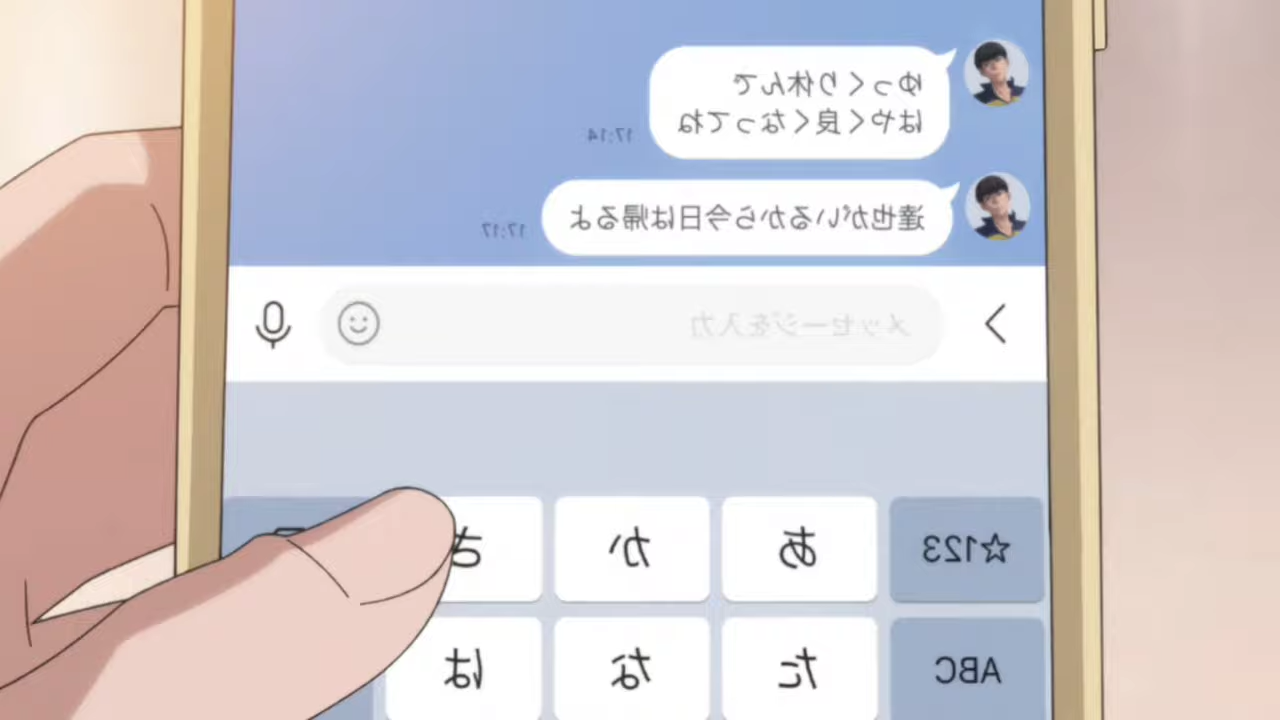 ゆっくり休んで
はやく良くなってね
17:14
達也がいるから今日は帰るよ
17:17
メッセージを入力
☆123
あ
か
さ
ABC
た
な
は